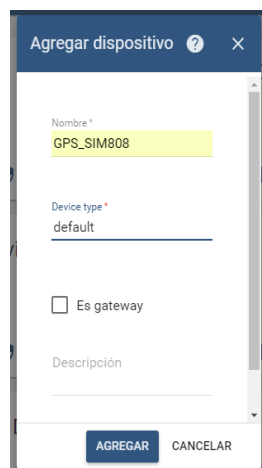 Agregar dispositivo ?
Nombre *
GPS_SIM808
Device type *
default
Es gateway
Descripción
AGREGAR CANCELAR